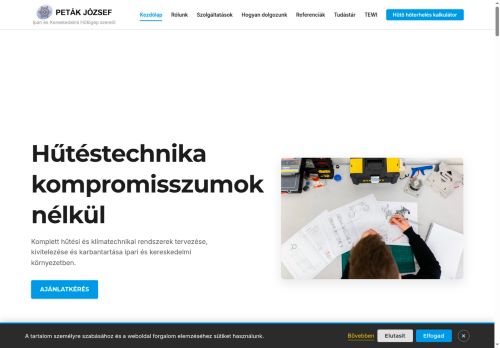 PETÁK JÓZSEF
Ipari és Kereskedelmi Hűtőgép szerelő
Kezdőlap Rólunk Szolgáltatások Hogyan dolgozunk Referenciák Tudástár TEWI Hűtő hőterhelés kalkulátor
Hűtéstechnika
kompromisszumok
nélkül
Komplett hűtési és klímatechnikai rendszerek tervezése,
kivitelezése és karbantartása ipari és kereskedelmi
környezetben.
AJÁNLATKÉRÉS
A tartalom személyre szabásához és a weboldal forgalom elemzéséhez sütiket használunk.
Bővebben Elutasít Elfogad ×